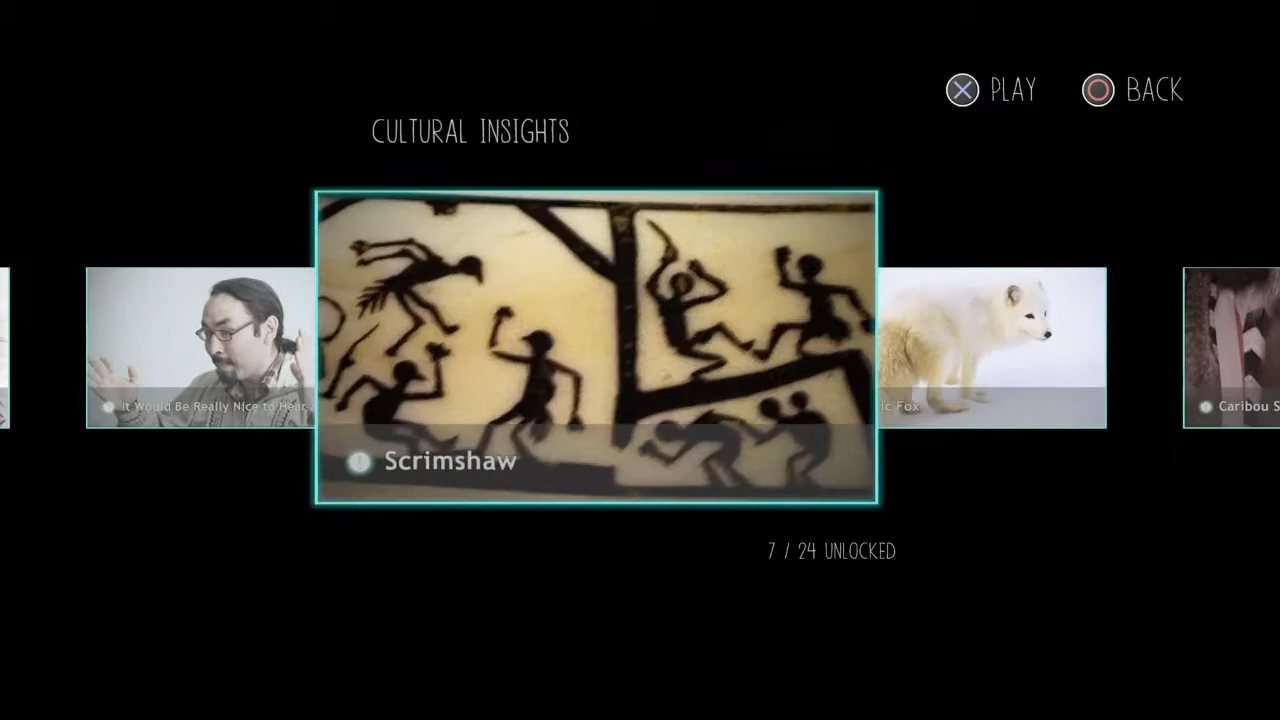 PLAY
BACK
CULTURAL INSIGHTS
It Would Be Really Nice to Hear
Scrimshaw
Fox
Caribou
7 / 24 UNLOCKED